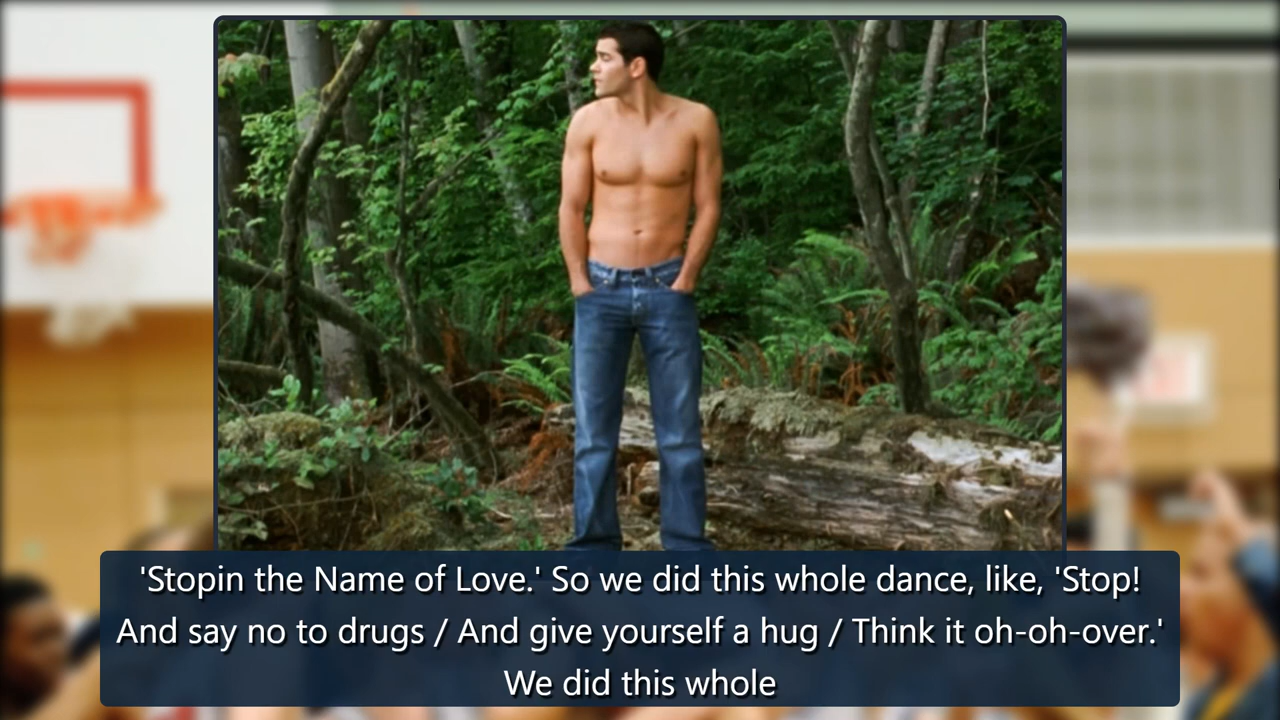 'Stopin the Name of Love.' So we did this whole dance, like, 'Stop!
And say no to drugs / And give yourself a hug / Think it oh-oh-over.'
We did this whole